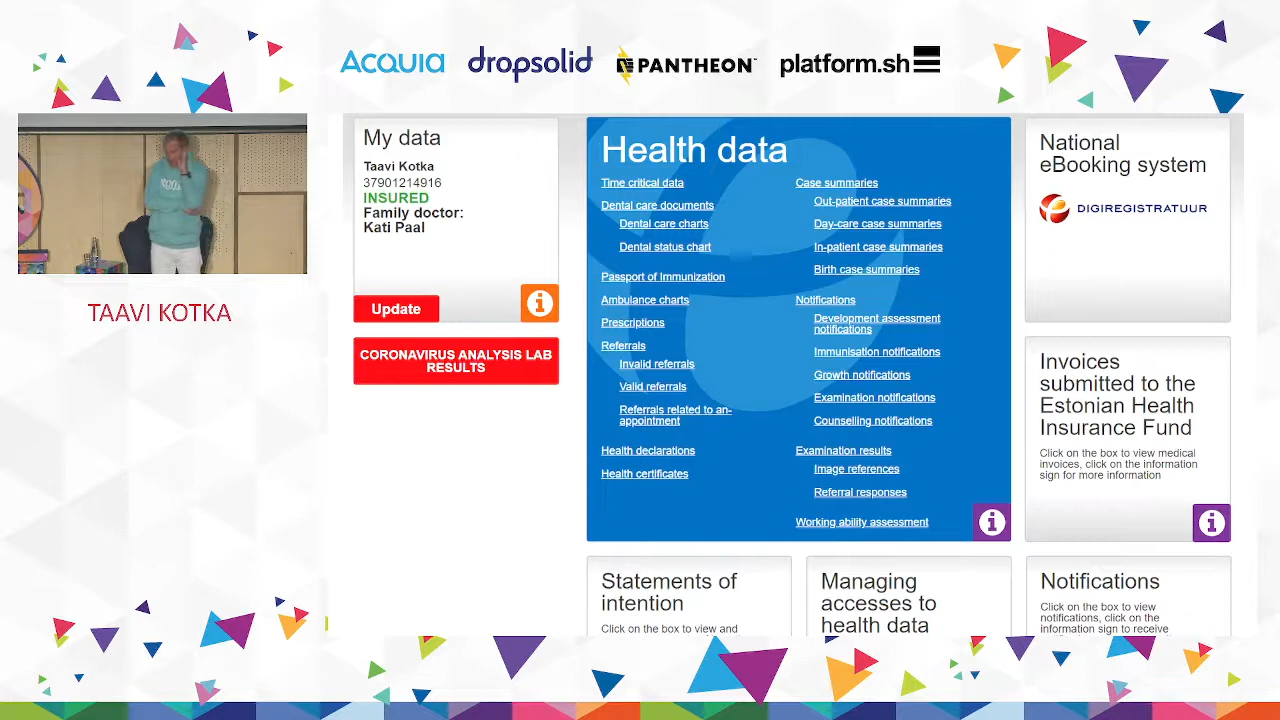 ACQUIA
dropsolid
PANTHEON
platform.sh
TAAVI KOTKA
My data
Taavi Kotka
37901214916
INSURED
Family doctor:
Kati Paal
Update
CORONAVIRUS ANALYSIS LAB
RESULTS
Health data
Time critical data
Dental care documents
Dental care charts
Dental status chart
Passport of Immunization
Ambulance charts
Prescriptions
Referrals
Invalid referrals
Valid referrals
Referrals related to an-
appointment
Health declarations
Health certificates
Case summaries
Out-patient case summaries
Day-care case summaries
In-patient case summaries
Birth case summaries
Notifications
Development assessment
notifications
Immunisation notifications
Growth notifications
Examination notifications
Counselling notifications
Examination results
Image references
Referral responses
Working ability assessment
National
eBooking system
DIGIREGISTRATUUR
Invoices
submitted to the
Estonian Health
Insurance Fund
Click on the box to view medical
invoices, click on the information
sign for more information
Statements of
intention
Click on the box to view and
Managing
accesses to
health data
Notifications
Click on the box to view
notifications, click on the
information sign to receive